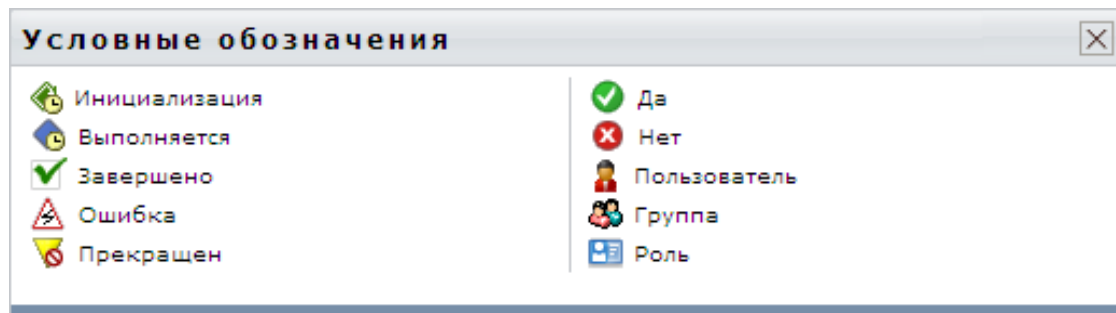 Условные обозначения
Инициализация
Выполняется
Завершено
Ошибка
Прекращен
Да
Нет
Пользователь
Группа
Роль